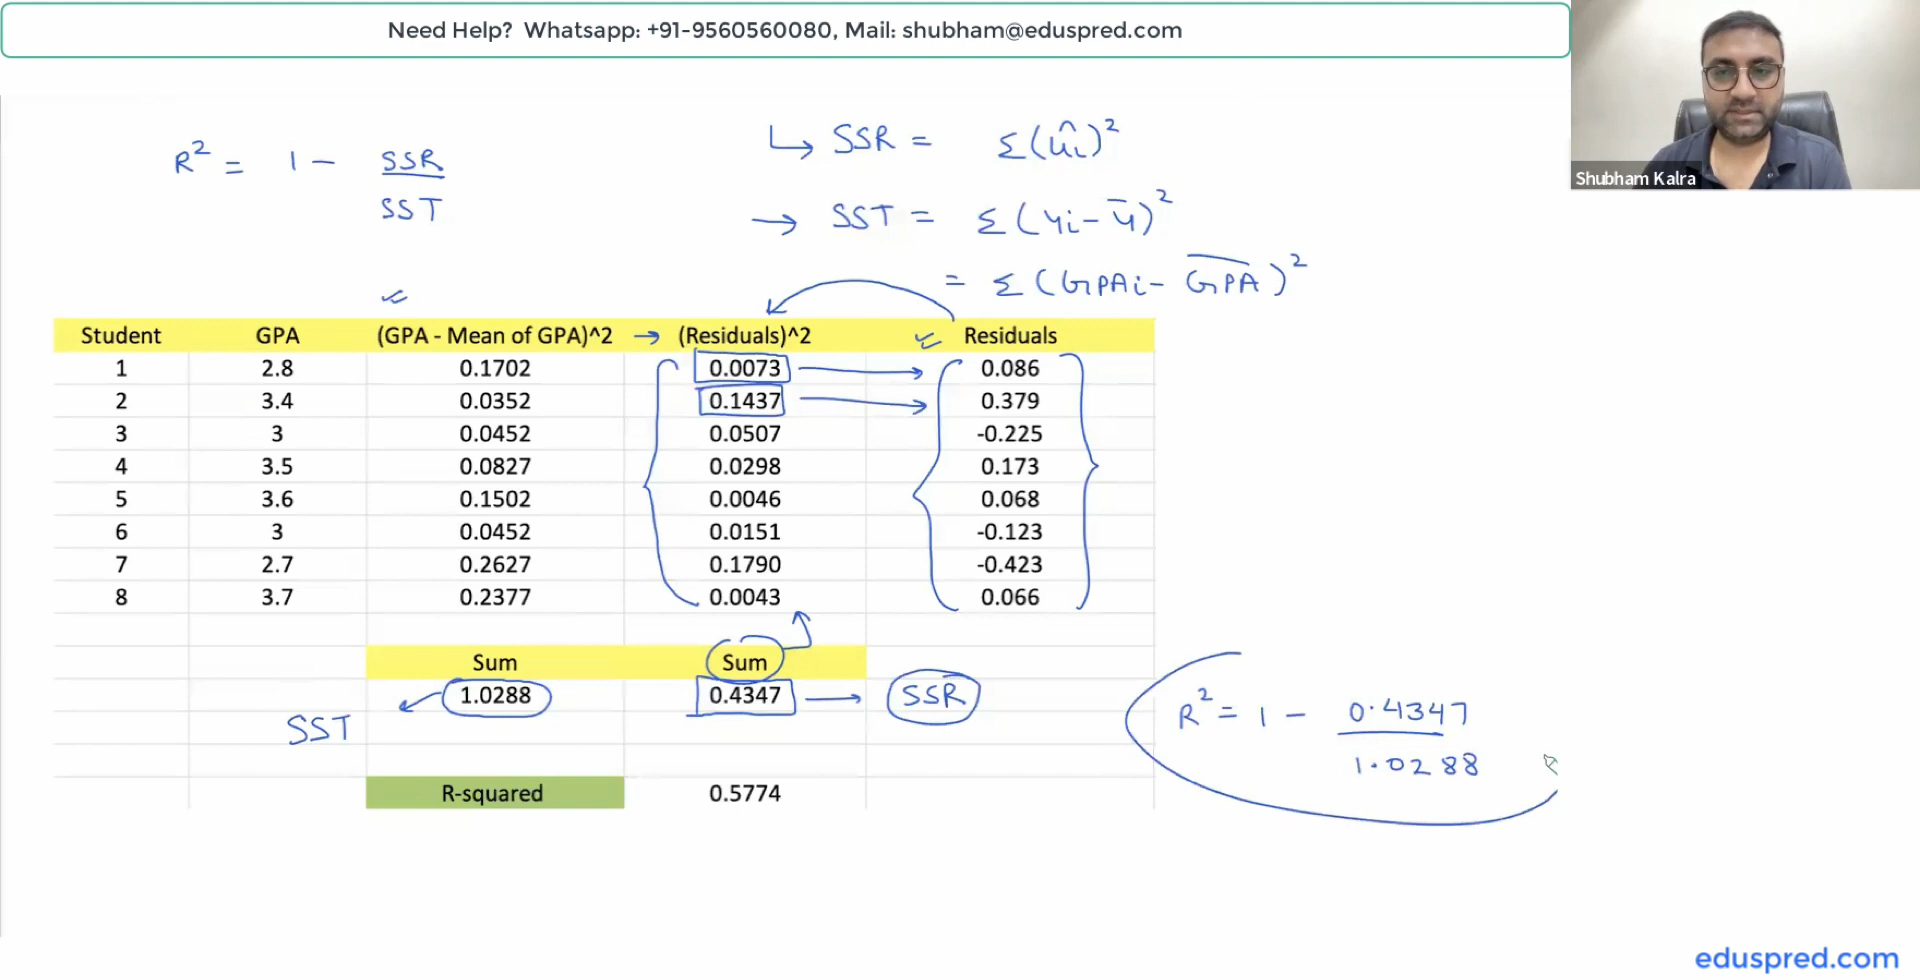 Need Help? Whatsapp: +91-9560560080, Mail: shubham@eduspred.com
Shubham Kalra
R² = 1 - SSR
SST
↳ SSR = Σ(ûi)²
→ SST = Σ(yi - ȳ)²
= Σ(GPAi - \overline{GPA})²
Student GPA (GPA - Mean of GPA)^2 → (Residuals)^2 Residuals
1 2.8 0.1702 0.0073 0.086
2 3.4 0.0352 0.1437 0.379
3 3 0.0452 0.0507 -0.225
4 3.5 0.0827 0.0298 0.173
5 3.6 0.1502 0.0046 0.068
6 3 0.0452 0.0151 -0.123
7 2.7 0.2627 0.1790 -0.423
8 3.7 0.2377 0.0043 0.066
Sum Sum
1.0288 0.4347 → SSR
SST
R-squared 0.5774
R² = 1 - 0.4347
1.0288
eduspred.com